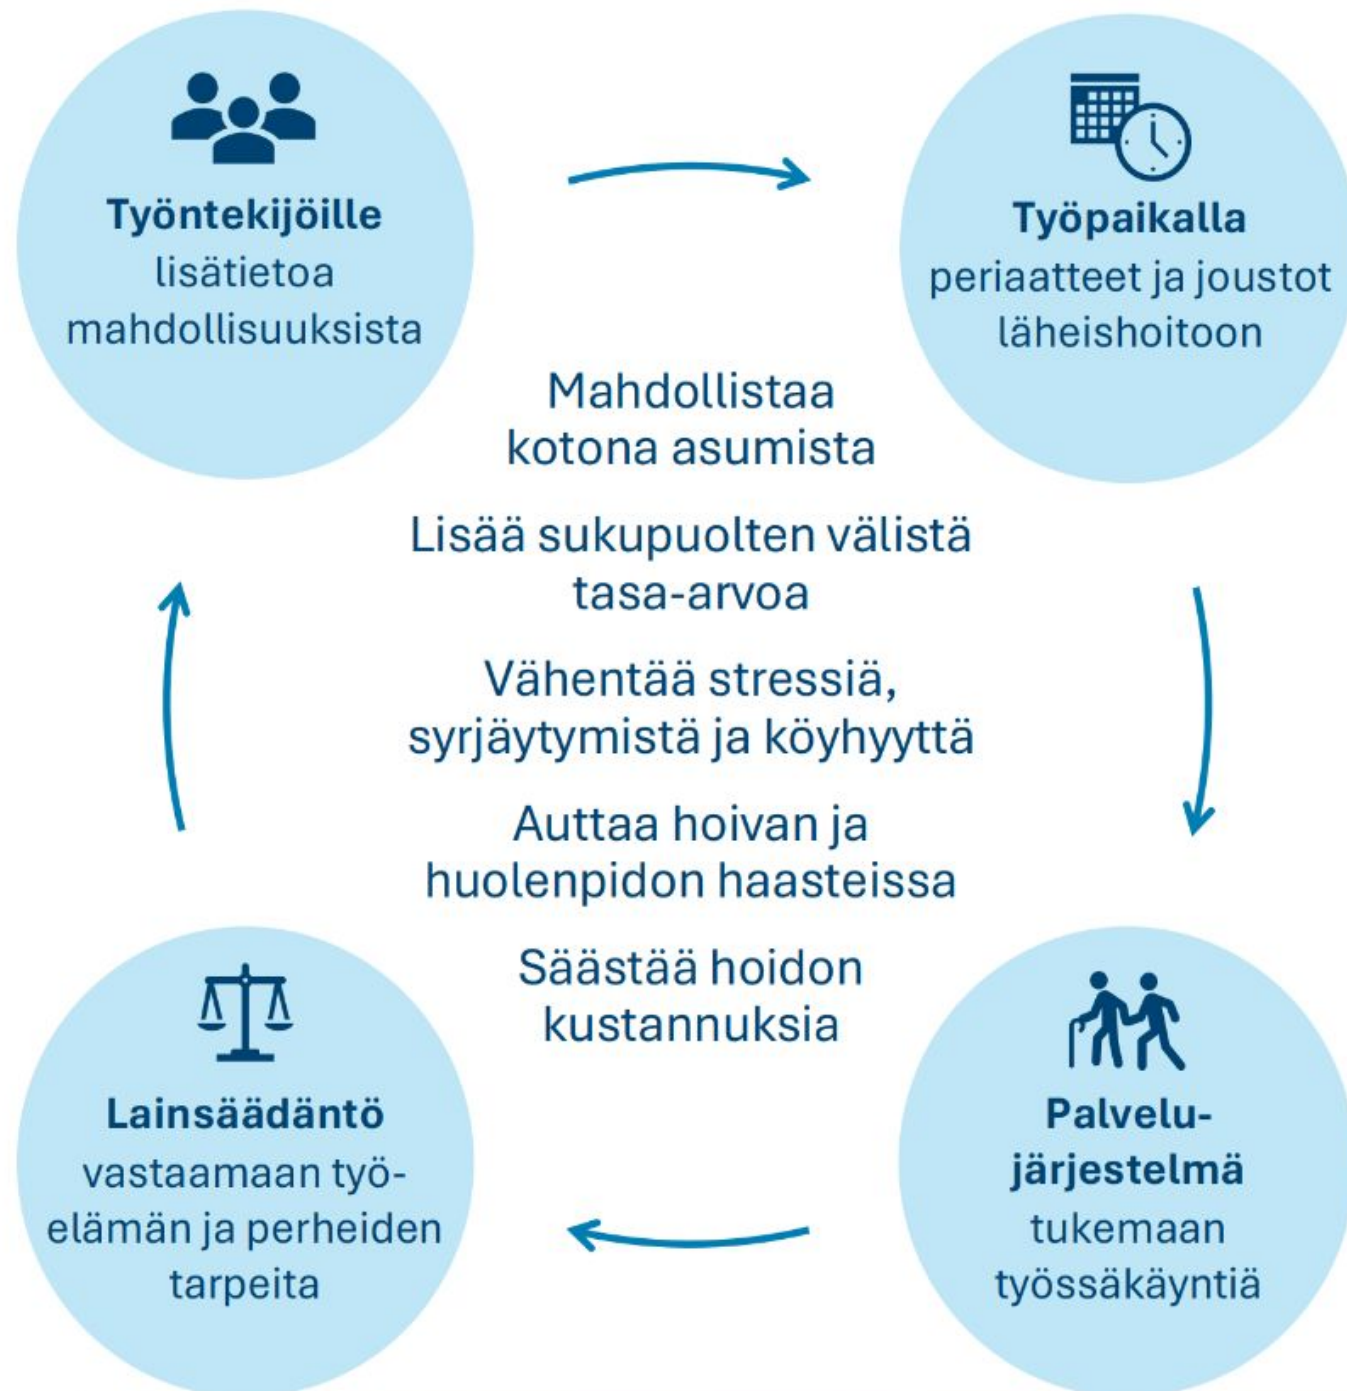 Työntekijöille
lisätietoa
mahdollisuuksista
Työpaikalla
periaatteet ja joustot
läheishoitoon
Mahdollistaa
kotona asumista
Lisää sukupuolten välistä
tasa-arvoa
Vähentää stressiä,
syrjäytymistä ja köyhyyttä
Auttaa hoivan ja
huolenpidon haasteissa
Säästää hoidon
kustannuksia
Palvelu-
järjestelmä
tukemaan
työssäkäyntiä
Lainsäädäntö
vastaamaan työ-
elämän ja perheiden
tarpeita